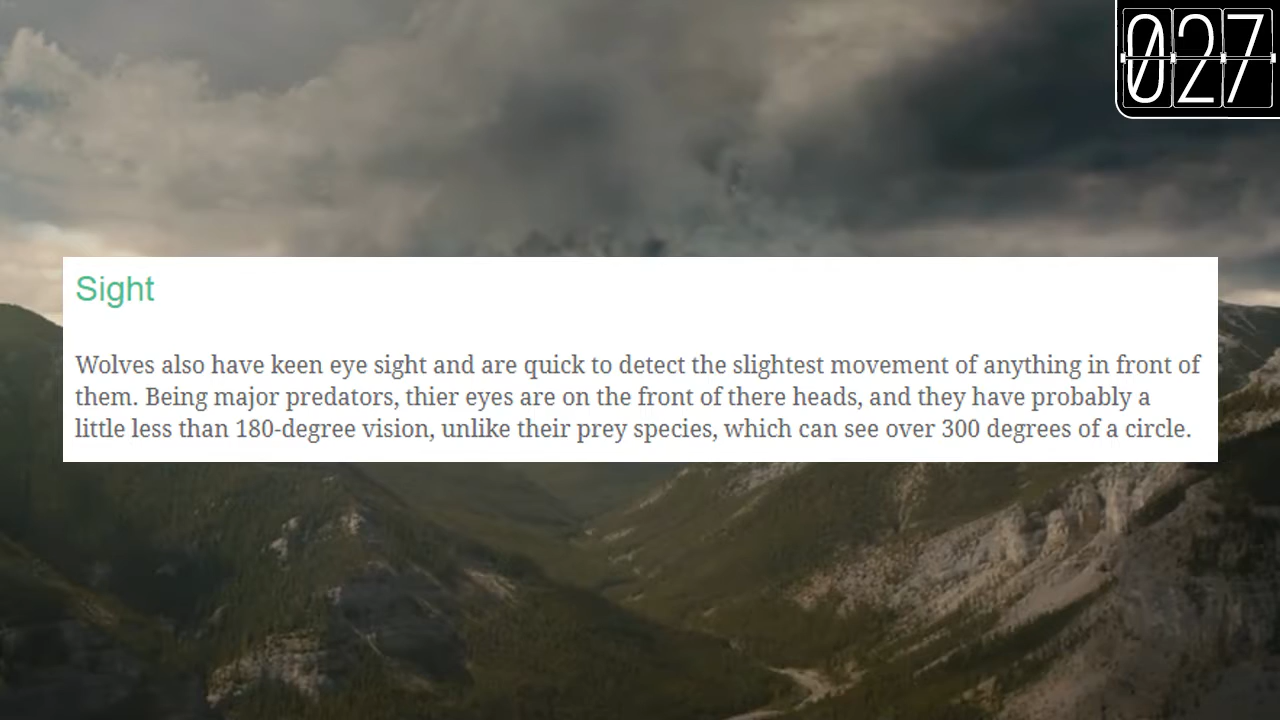 027
Sight
Wolves also have keen eye sight and are quick to detect the slightest movement of anything in front of
them. Being major predators, thier eyes are on the front of there heads, and they have probably a
little less than 180-degree vision, unlike their prey species, which can see over 300 degrees of a circle.